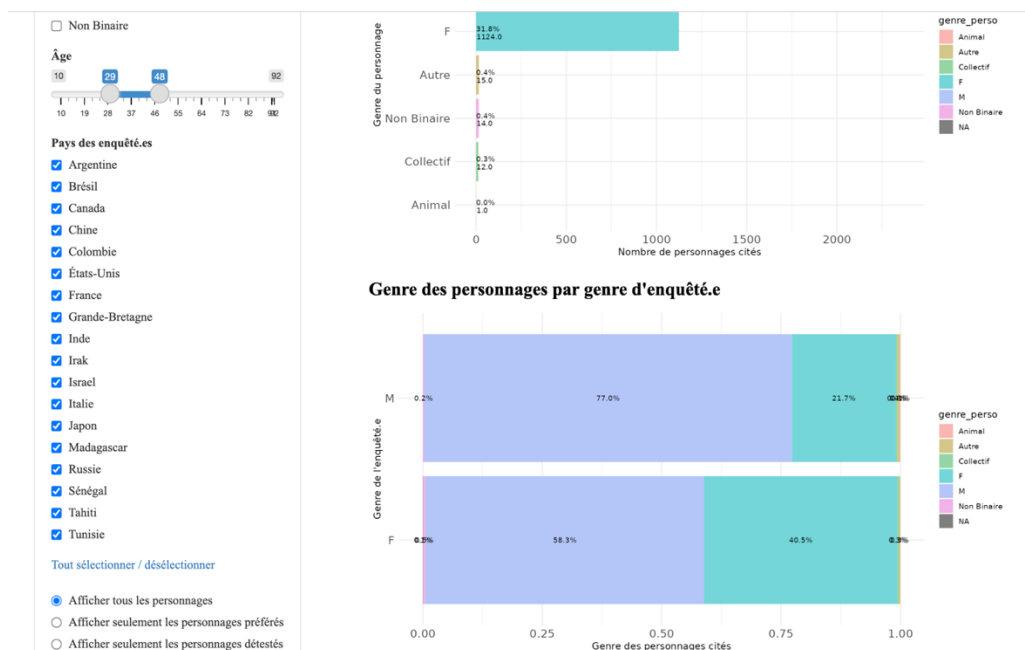 Non Binaire
Âge
10 29 48 92
10 19 28 37 46 55 64 73 82 92
Pays des enquêté.es
Argentine
Brésil
Canada
Chine
Colombie
États-Unis
France
Grande-Bretagne
Inde
Irak
Israel
Italie
Japon
Madagascar
Russie
Sénégal
Tahiti
Tunisie
Tout sélectionner / désélectionner
Afficher tous les personnages
Afficher seulement les personnages préférés
Afficher seulement les personnages détestés
Genre du personnage
F
31.8%
1124.0
Autre
0.4%
15.0
Non Binaire
0.4%
14.0
Collectif
0.3%
12.0
Animal
0.0%
1.0
0 500 1000 1500 2000
Nombre de personnages cités
genre_perso
Animal
Autre
Collectif
F
M
Non Binaire
NA
Genre des personnages par genre d'enquêté.e
Genre de l'enquêté.e
M 0.2% 77.0% 21.7%
F 58.3% 40.5%
0.00 0.25 0.50 0.75 1.00
Genre des personnages cités
genre_perso
Animal
Autre
Collectif
F
M
Non Binaire
NA